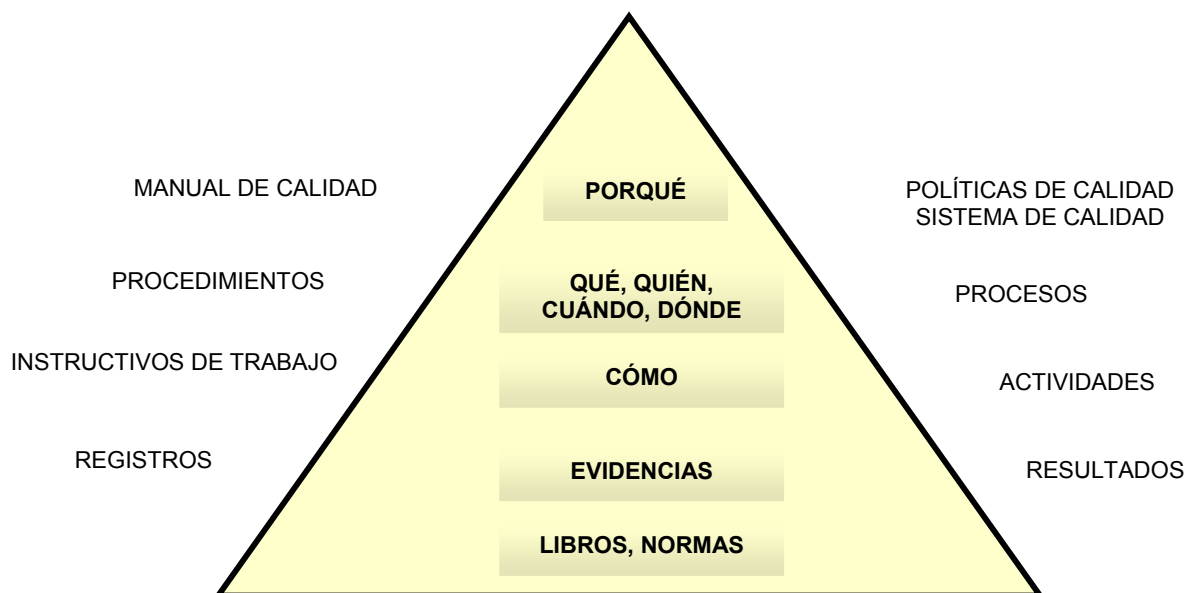 MANUAL DE CALIDAD
PORQUÉ
POLÍTICAS DE CALIDAD
SISTEMA DE CALIDAD
PROCEDIMIENTOS
QUÉ, QUIÉN,
CUÁNDO, DÓNDE
PROCESOS
INSTRUCTIVOS DE TRABAJO
CÓMO
ACTIVIDADES
REGISTROS
EVIDENCIAS
RESULTADOS
LIBROS, NORMAS